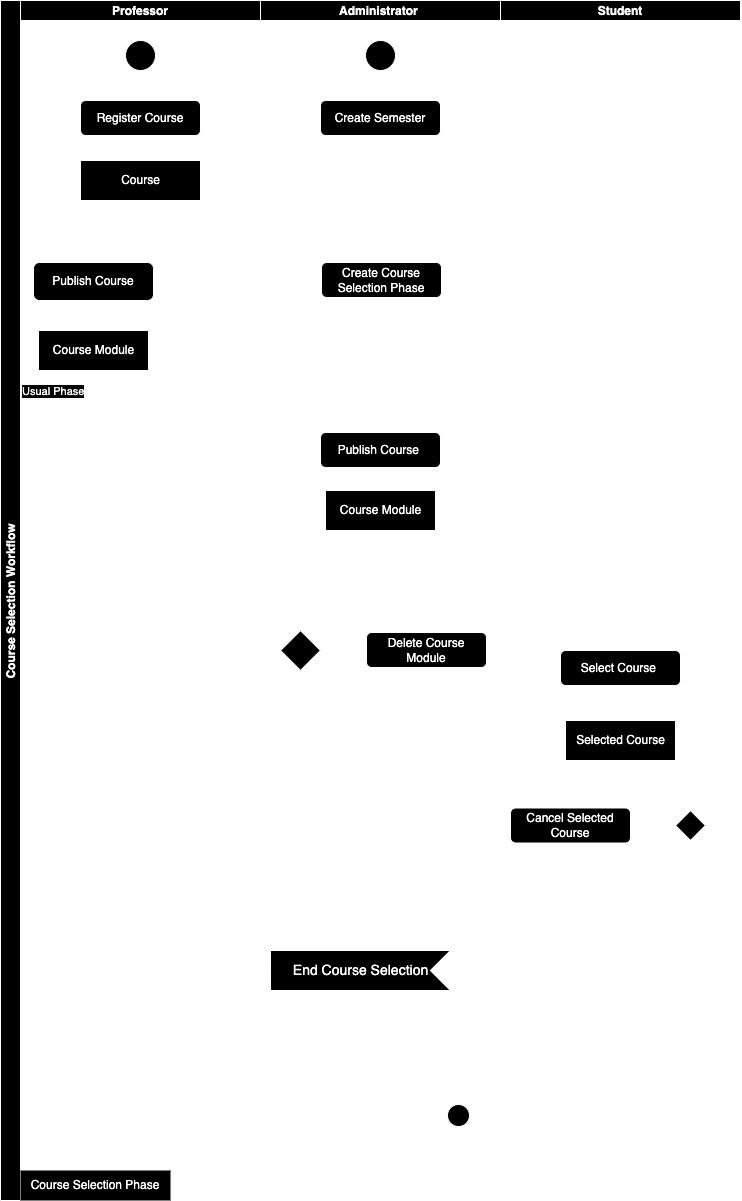 Professor
Administrator
Student
Course Selection Workflow
Register Course
Create Semester
Course
Publish Course
Create Course
Selection Phase
Course Module
Usual Phase
Publish Course
Course Module
Delete Course
Module
Select Course
Selected Course
Cancel Selected
Course
End Course Selection
Course Selection Phase